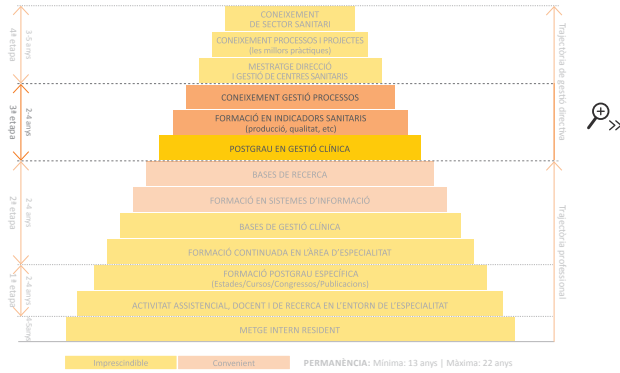 CONEIXEMENT
DE SECTOR SANITARI
CONEIXEMENT PROCESSOS I PROJECTES
(les millors pràctiques)
MESTRATGE DIRECCIÓ
I GESTIÓ DE CENTRES SANITARIS
4ª etapa
3-5 anys
CONEIXEMENT GESTIÓ PROCESSOS
FORMACIÓ EN INDICADORS SANITARIS
(producció, qualitat, etc)
POSTGRAU EN GESTIÓ CLÍNICA
3ª etapa
2-4 anys
Trajectòria de gestió directiva
BASES DE RECERCA
FORMACIÓ EN SISTEMES D'INFORMACIÓ
BASES DE GESTIÓ CLÍNICA
FORMACIÓ CONTINUADA EN L'ÀREA D'ESPECIALITAT
2ª etapa
2-4 anys
FORMACIÓ POSTGRAU ESPECÍFICA
(Estades/Cursos/Congressos/Publicacions)
ACTIVITAT ASSISTENCIAL, DOCENT I DE RECERCA EN L'ENTORN DE L'ESPECIALITAT
1ª etapa
2-4 anys
Trajectòria professional
METGE INTERN RESIDENT
4-5anys
Imprescindible
Convenient
PERMANÈNCIA: Mínima: 13 anys | Màxima: 22 anys